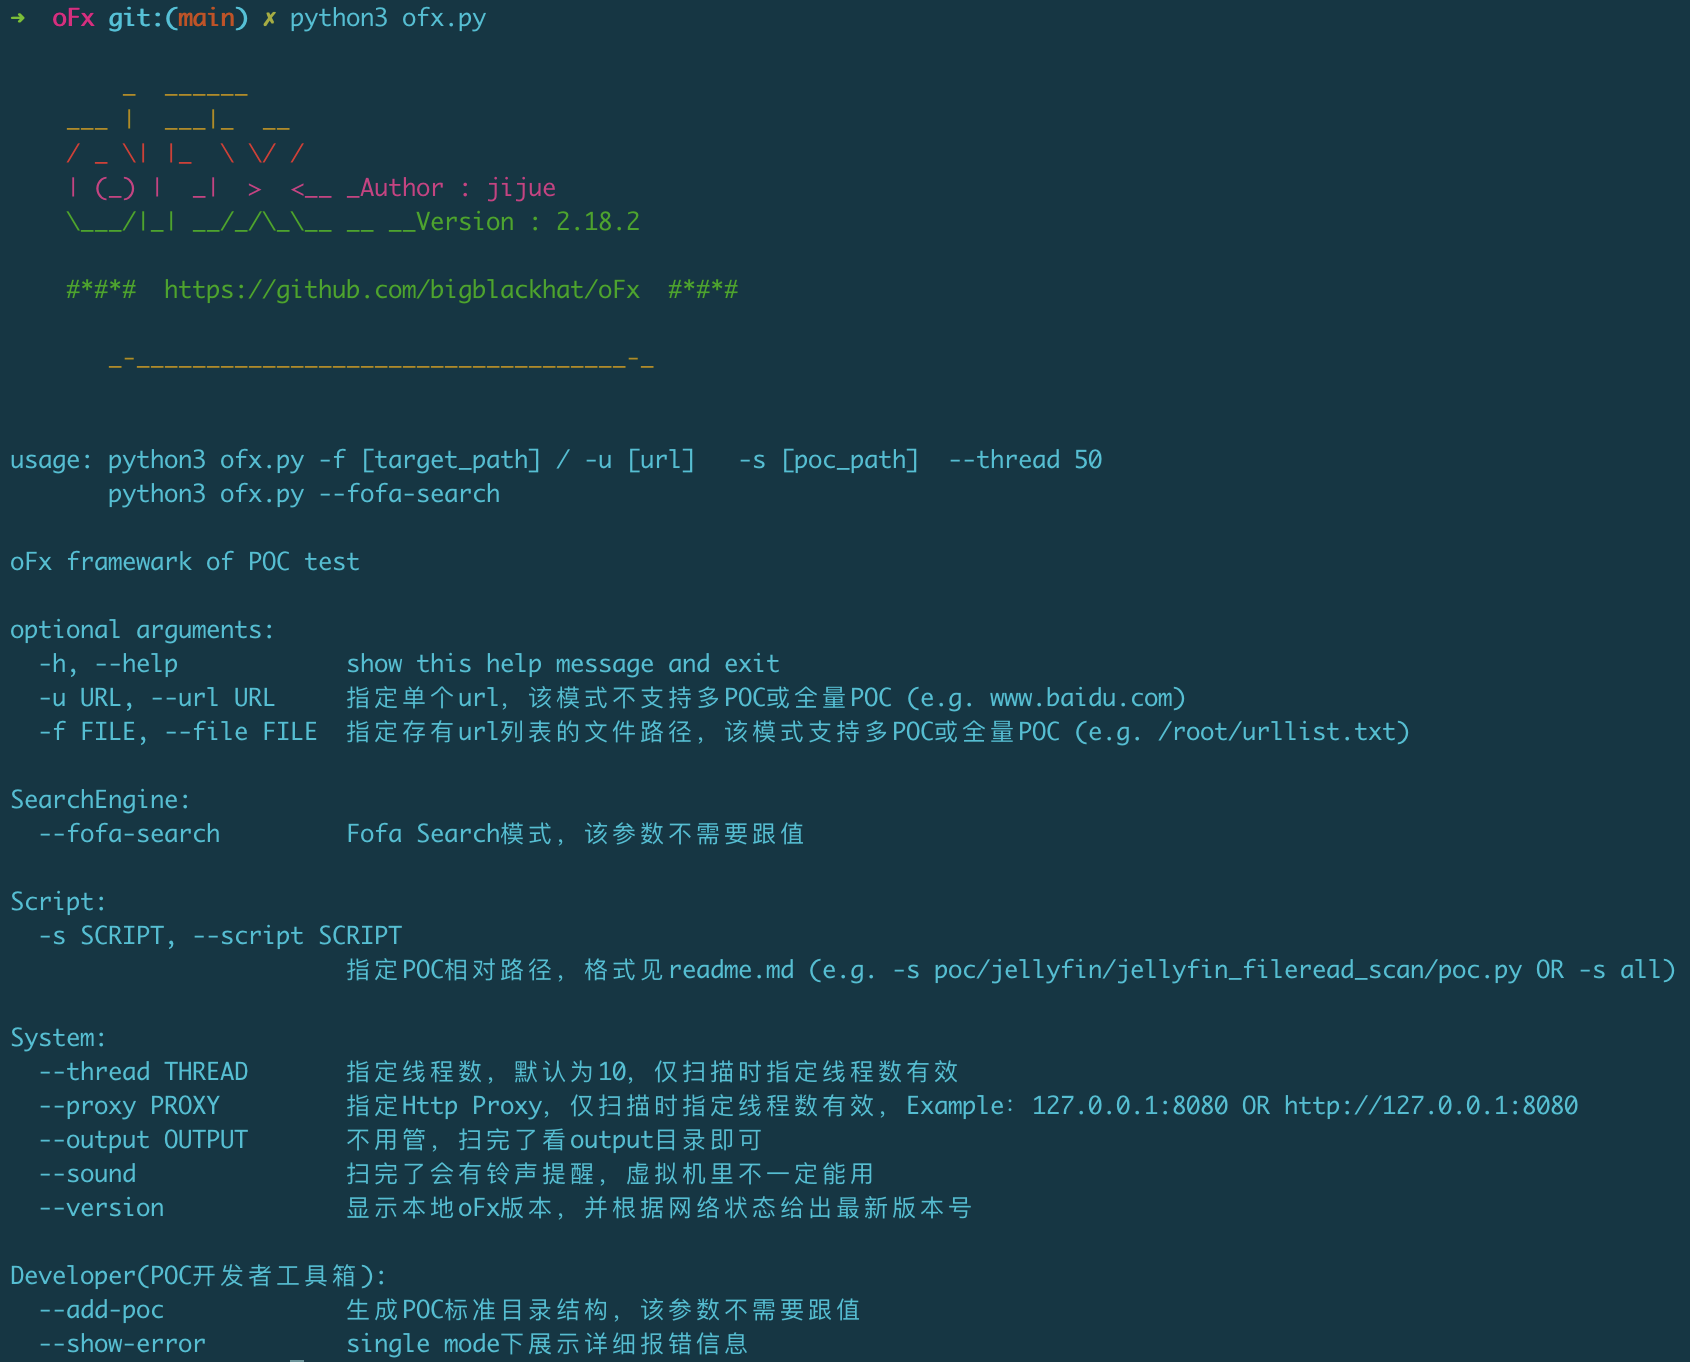 ➜  oFx git:(main) ✗ python3 ofx.py
        _  ______
    ___ |  ___|_  __
    / _ \| |_  \ \/ /
    | (_) |  _|  >  <__ _Author : jijue
    \___/|_| __/_/\_\__ __ __Version : 2.18.2
    #*#*#  https://github.com/bigblackhat/oFx  #*#*#
       _-___________________________________-_
usage: python3 ofx.py -f [target_path] / -u [url]   -s [poc_path]  --thread 50
       python3 ofx.py --fofa-search
oFx framewark of POC test
optional arguments:
  -h, --help            show this help message and exit
  -u URL, --url URL     指定单个url, 该模式不支持多POC或全量POC (e.g. www.baidu.com)
  -f FILE, --file FILE  指定存有url列表的文件路径, 该模式支持多POC或全量POC (e.g. /root/urllist.txt)
SearchEngine:
  --fofa-search         Fofa Search模式, 该参数不需要跟值
Script:
  -s SCRIPT, --script SCRIPT
                        指定POC相对路径, 格式见readme.md (e.g. -s poc/jellyfin/jellyfin_fileread_scan/poc.py OR -s all)
System:
  --thread THREAD       指定线程数, 默认为10, 仅扫描时指定线程数有效
  --proxy PROXY         指定Http Proxy, 仅扫描时指定线程数有效, Example: 127.0.0.1:8080 OR http://127.0.0.1:8080
  --output OUTPUT       不用管, 扫完了看output目录即可
  --sound               扫完了会有铃声提醒, 虚拟机里不一定能用
  --version             显示本地oFx版本, 并根据网络状态给出最新版本号
Developer(POC开发者工具箱):
  --add-poc             生成POC标准目录结构, 该参数不需要跟值
  --show-error          single mode下展示详细报错信息